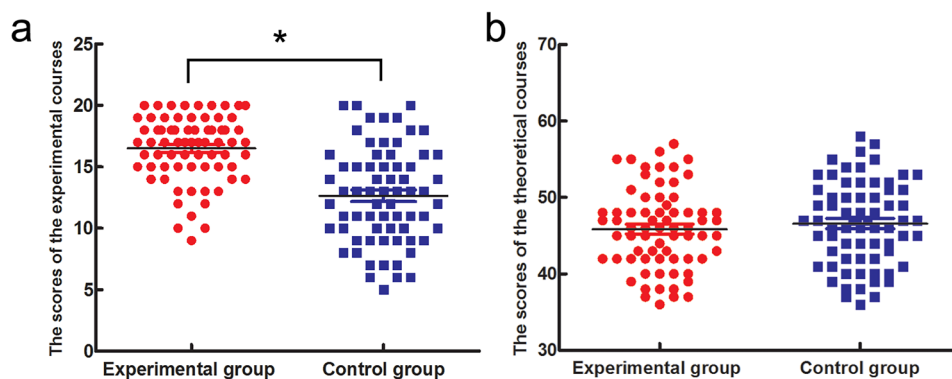 a
The scores of the experimental courses
25
20
15
10
5
0
*
Experimental group
Control group
b
The scores of the theoretical courses
70
60
50
40
30
Experimental group
Control group